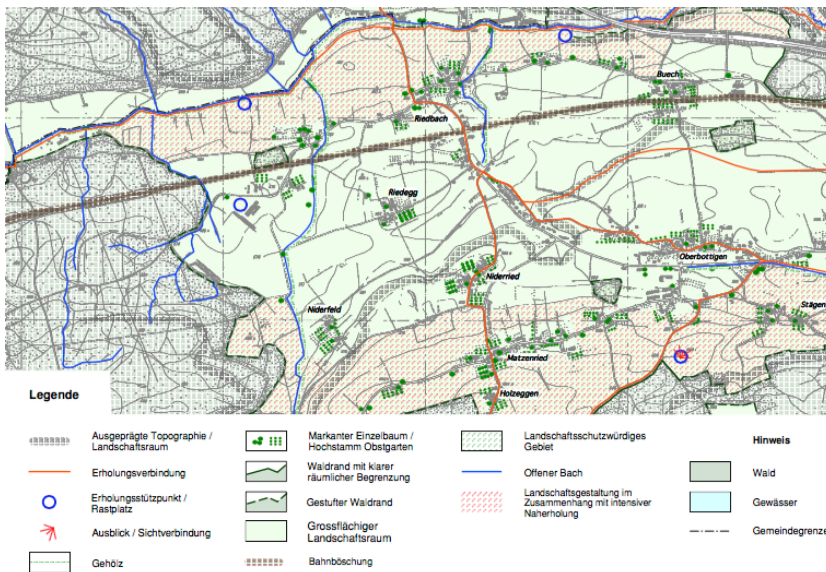 Buech
Riedbach
Riedegg
Oberbottigen
Niderried
Stägen
Niderfeld
Matzenried
Holzeggen
Legende
Ausgeprägte Topographie /
Landschaftsraum
Erholungsverbindung
Erholungsstützpunkt /
Rastplatz
Ausblick / Sichtverbindung
Gehölz
Markanter Einzelbaum /
Hochstamm Obstgarten
Waldrand mit klarer
räumlicher Begrenzung
Gestufter Waldrand
Grossflächiger
Landschaftsraum
Bahnböschung
Landschaftsschutzwürdiges
Gebiet
Offener Bach
Landschaftsgestaltung im
Zusammenhang mit intensiver
Naherholung
Hinweis
Wald
Gewässer
Gemeindegrenze